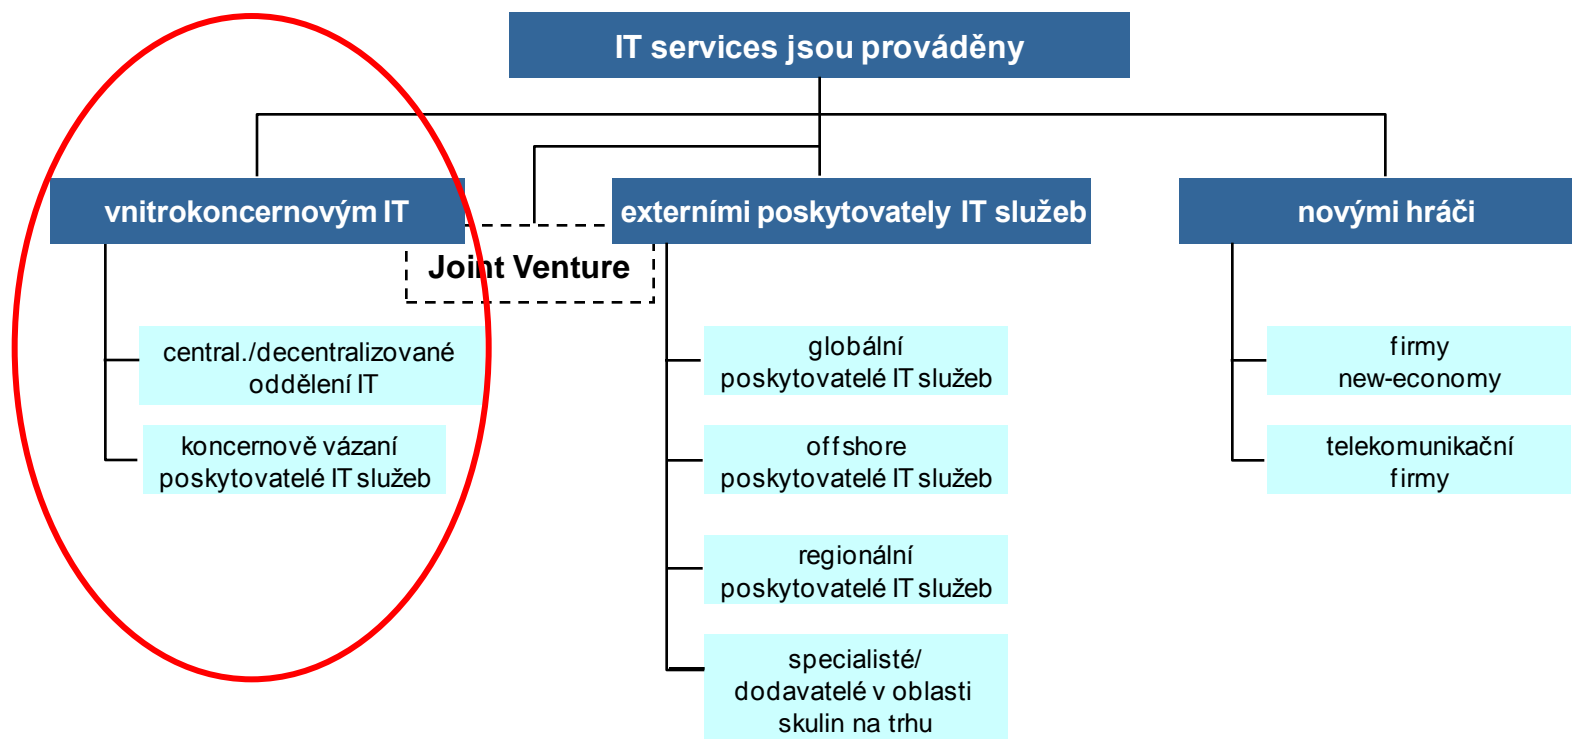 IT services jsou prováděny
vnitrokoncernovým IT
externími poskytovately IT služeb
novými hráči
Joint Venture
central./decentralizované
oddělení IT
koncernově vázaní
poskytovatelé IT služeb
globální
poskytovatelé IT služeb
offshore
poskytovatelé IT služeb
regionální
poskytovatelé IT služeb
specialisté/
dodavatelé v oblasti
skulin na trhu
firmy
new-economy
telekomunikační
firmy